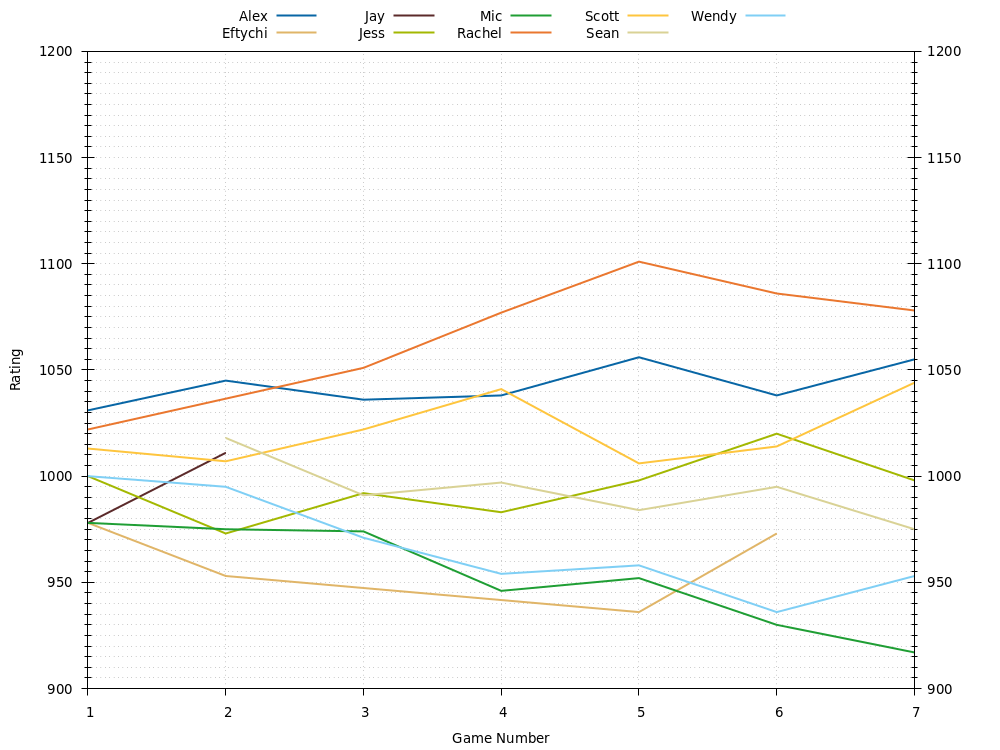 Alex Jay Mic Scott Wendy
Eftychi Jess Rachel Sean
1200 1200
1150 1150
1100 1100
1050 1050
Rating
1000 1000
950 950
900 900
1 2 3 4 5 6 7
Game Number